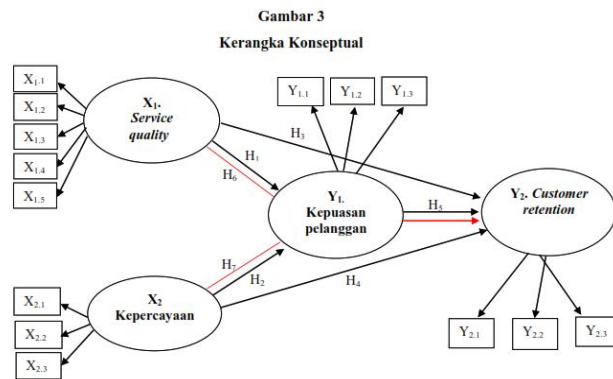 Gambar 3
Kerangka Konseptual
X1.1
X1.2
X1.3
X1.4
X1.5
X1.
Service
quality
Y1.1
Y1.2
Y1.3
H3
H1
H6
Y1.
Kepuasan
pelanggan
H5
Y2. Customer
retention
H7
H2
H4
X2.1
X2.2
X2.3
X2
Kepercayaan
Y2.1
Y2.2
Y2.3